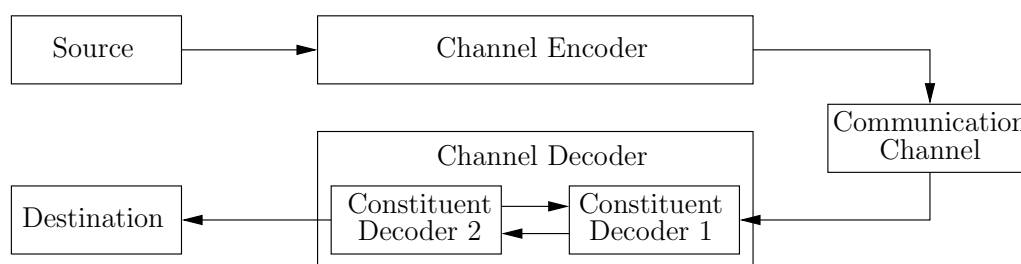 Source
Channel Encoder
Communication
Channel
Channel Decoder
Destination
Constituent
Decoder 2
Constituent
Decoder 1